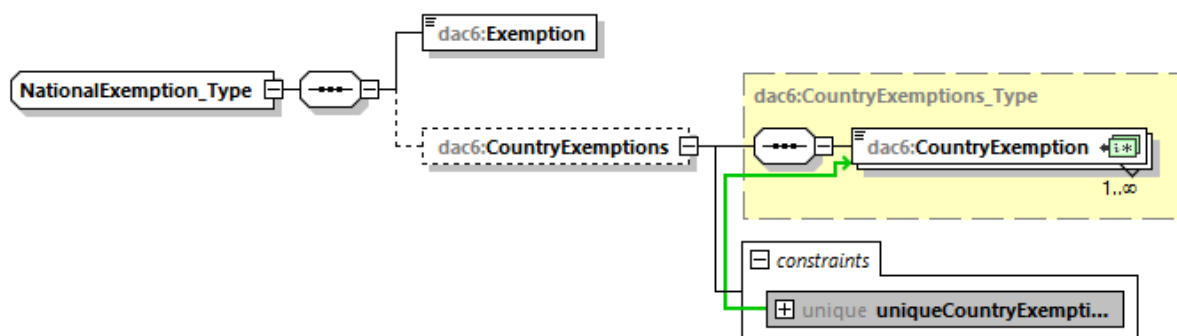 dac6:Exemption
NationalExemption_Type
dac6:CountryExemptions_Type
dac6:CountryExemptions
dac6:CountryExemption
i*
1..∞
constraints
unique uniqueCountryExempti...